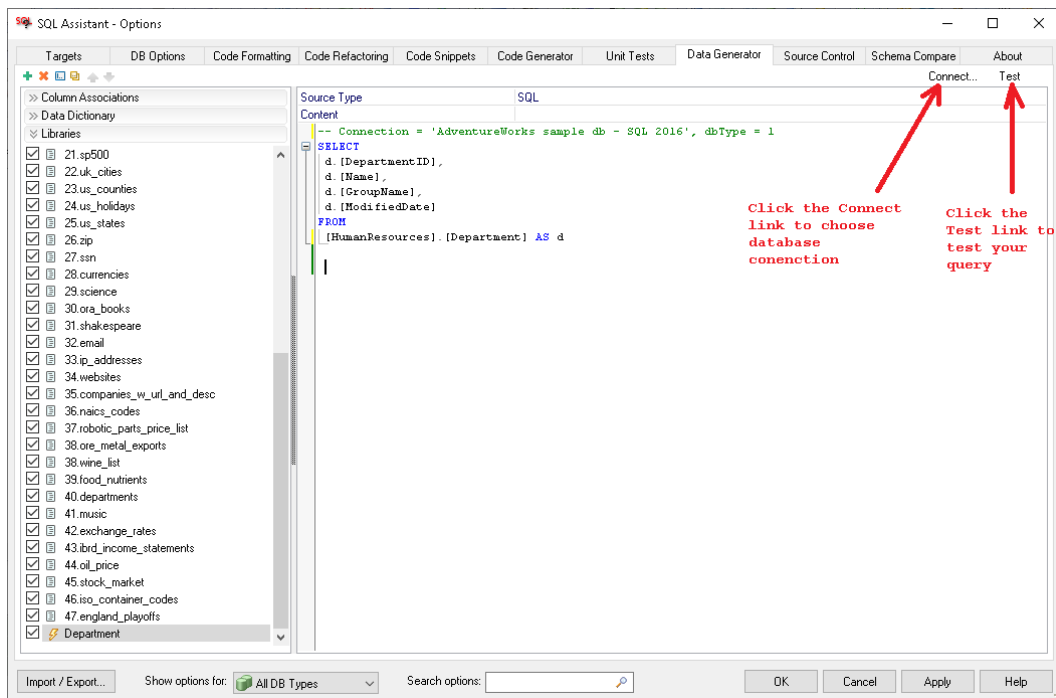 SQL Assistant - Options
Targets
DB Options
Code Formatting
Code Refactoring
Code Snippets
Code Generator
Unit Tests
Data Generator
Source Control
Schema Compare
About
Connect...
Test
Column Associations
Data Dictionary
Libraries
21.sp500
22.uk_cities
23.us_counties
24.us_holidays
25.us_states
26.zip
27.ssn
28.currencies
29.science
30.ora_books
31.shakespeare
32.email
33.ip_addresses
34.websites
35.companies_w_url_and_desc
36.naics_codes
37.robotic_parts_price_list
38.ore_metal_exports
38.wine_list
39.food_nutrients
40.departments
41.music
42.exchange_rates
43.ibrd_income_statements
44.oil_price
45.stock_market
46.iso_container_codes
47.england_playoffs
Department
Source Type
SQL
Content
-- Connection = 'AdventureWorks sample db - SQL 2016', dbType = 1
SELECT
d.[DepartmentID],
d.[Name],
d.[GroupName],
d.[ModifiedDate]
FROM
[HumanResources].[Department] AS d
Click the Connect
link to choose
database
conenction
Click the
Test link to
test your
query
Import / Export...
Show options for:
All DB Types
Search options:
OK
Cancel
Apply
Help